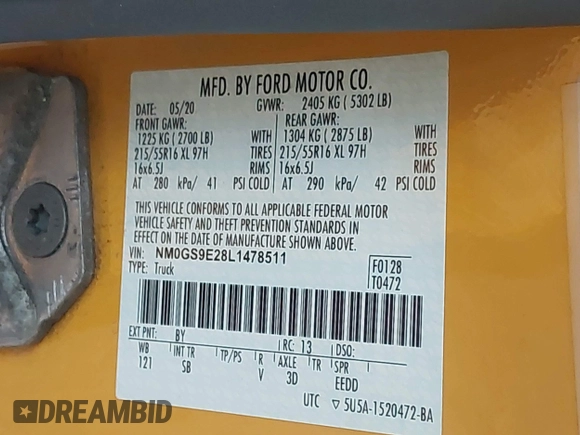 MFD. BY FORD MOTOR CO.
DATE: 05/20 GVWR: 2405 KG ( 5302 LB)
FRONT GAWR: REAR GAWR:
1225 KG ( 2700 LB) WITH 1304 KG ( 2875 LB) WITH
215/55R16 XL 97H TIRES 215/55R16 XL 97H TIRES
16x6.5J RIMS 16x6.5J RIMS
AT 280 kPa/ 41 PSI COLD AT 290 kPa/ 42 PSI COLD
THIS VEHICLE CONFORMS TO ALL APPLICABLE FEDERAL MOTOR
VEHICLE SAFETY AND THEFT PREVENTION STANDARDS IN
EFFECT ON THE DATE OF MANUFACTURE SHOWN ABOVE.
VIN: NM0GS9E28L1478511
TYPE: Truck
F0128
T0472
EXT PNT: BY RC: 13 DSO:
WB INT TR TP/PS R AXLE TR SPR
121 SB V 3D EEDD
UTC ▽ 5U5A-1520472-BA
DREAMBID